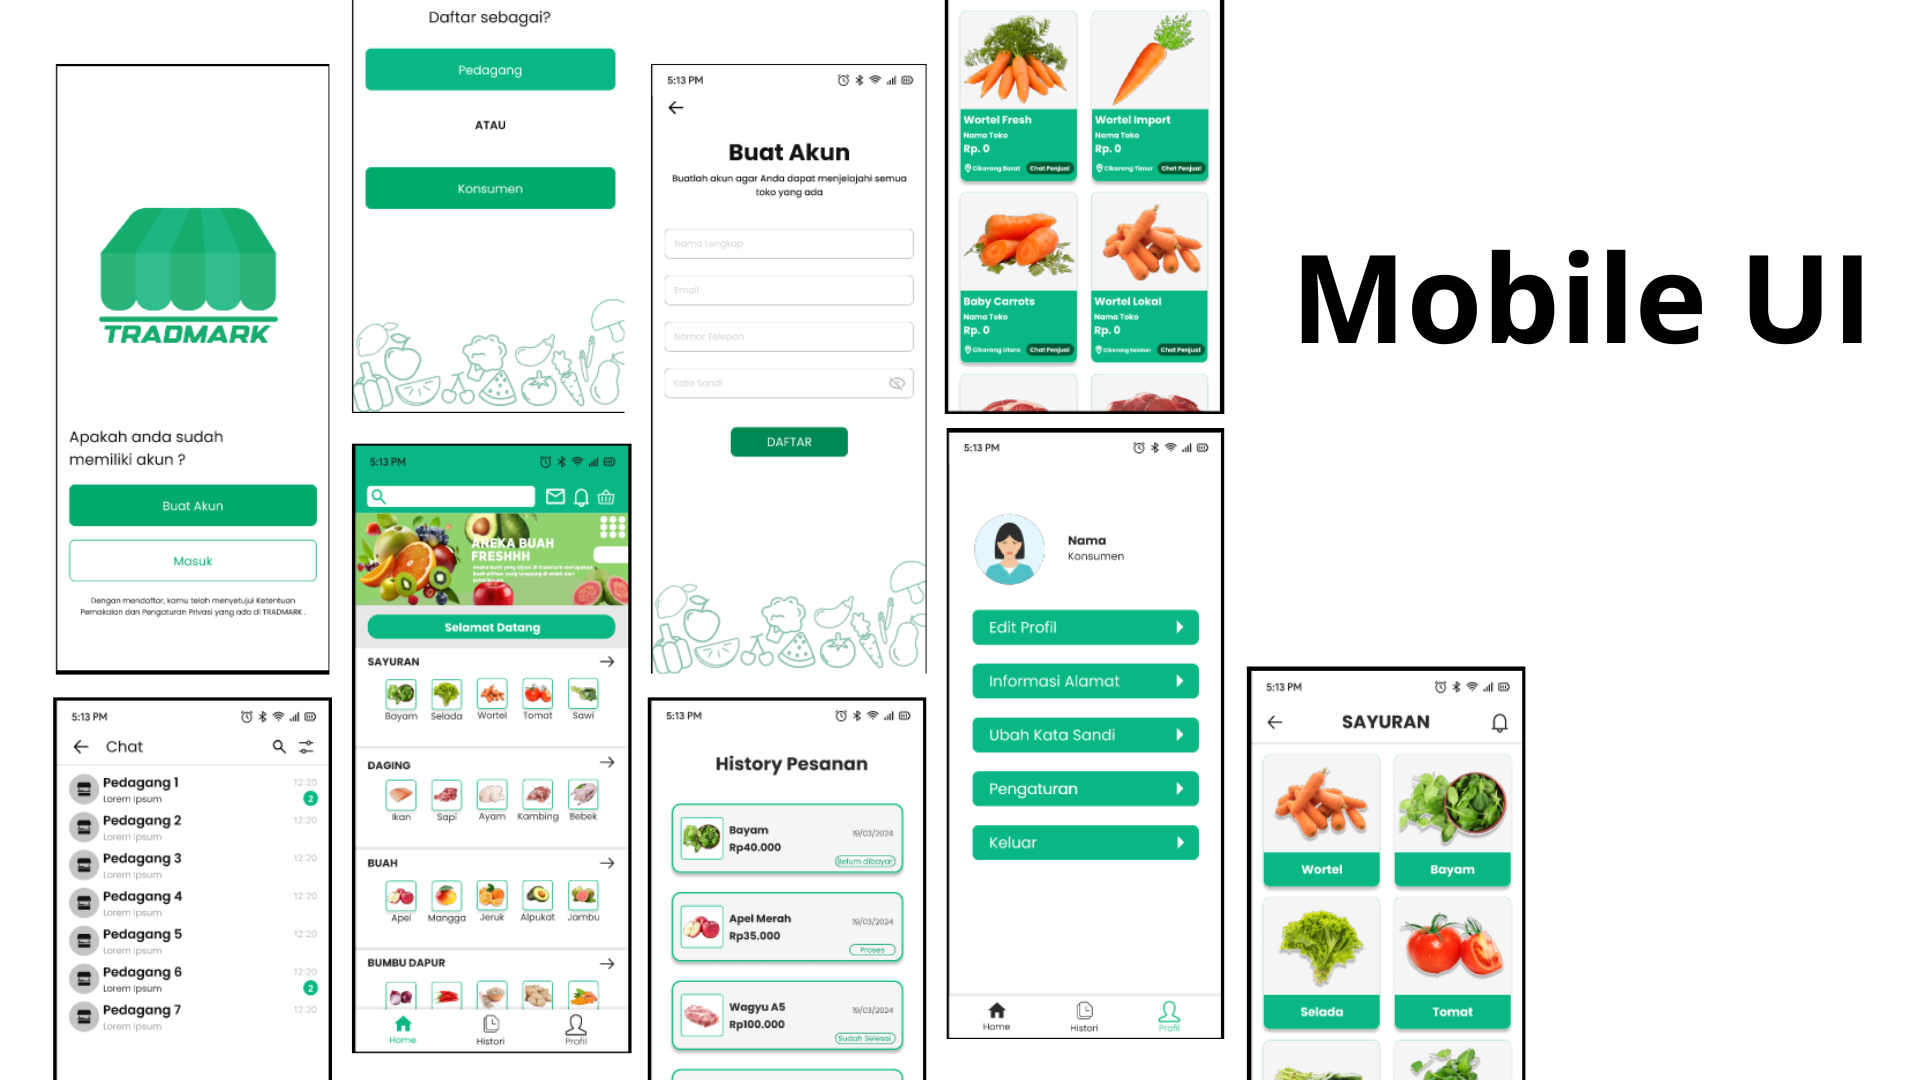 TRADMARK
Apakah anda sudah
memiliki akun ?
Buat Akun
Masuk
Dengan mendaftar, kamu telah menyetujui Ketentuan
Pemakaian dan Pengaturan Privasi yang ada di TRADMARK .
5:13 PM
Chat
Pedagang 1
12:20
Lorem Ipsum
2
Pedagang 2
12:20
Lorem Ipsum
Pedagang 3
12:20
Lorem Ipsum
Pedagang 4
12:20
Lorem Ipsum
Pedagang 5
12:20
Lorem Ipsum
Pedagang 6
12:20
Lorem Ipsum
2
Pedagang 7
12:20
Lorem Ipsum
Daftar sebagai?
Pedagang
ATAU
Konsumen
5:13 PM
ANEKA BUAH
FRESHHH
Selamat Datang
SAYURAN
Bayam Selada Wortel Tomat Sawi
DAGING
Ikan Sapi Ayam Kambing Bebek
BUAH
Apel Mangga Jeruk Alpukat Jambu
BUMBU DAPUR
Home Histori Profil
5:13 PM
Buat Akun
Buatlah akun agar Anda dapat menjelajahi semua
toko yang ada
Nama Lengkap
Email
Nomor Telepon
Kata Sandi
DAFTAR
5:13 PM
History Pesanan
Bayam
19/03/2024
Rp40.000
Belum dibayar
Apel Merah
19/03/2024
Rp35.000
Proses
Wagyu A5
19/03/2024
Rp100.000
Sudah Selesai
Wortel Fresh
Nama Toko
Rp. 0
Cikarang Barat Chat Penjual
Wortel Import
Nama Toko
Rp. 0
Cikarang Timur Chat Penjual
Baby Carrots
Nama Toko
Rp. 0
Cikarang Utara Chat Penjual
Wortel Lokal
Nama Toko
Rp. 0
Cikarang Selatan Chat Penjual
5:13 PM
Nama
Konsumen
Edit Profil
Informasi Alamat
Ubah Kata Sandi
Pengaturan
Keluar
Home Histori Profil
Mobile UI
5:13 PM
SAYURAN
Wortel
Bayam
Selada
Tomat